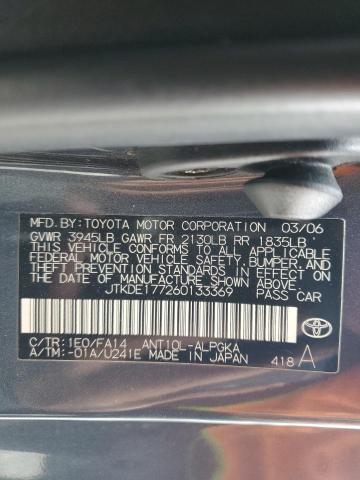 MFD.BY:TOYOTA MOTOR CORPORATION 03/06
GVWR 3945LB GAWR FR 2130LB RR 1835LB
THIS VEHICLE CONFORMS TO ALL APPLICABLE
FEDERAL MOTOR VEHICLE SAFETY, BUMPER, AND
THEFT PREVENTION STANDARDS IN EFFECT ON
THE DATE OF MANUFACTURE SHOWN ABOVE.
JTKDE177260133369 PASS.CAR
C/TR:1E0/FA14 ANT10L-ALPGKA
A/TM:-01A/U241E MADE IN JAPAN 418 A